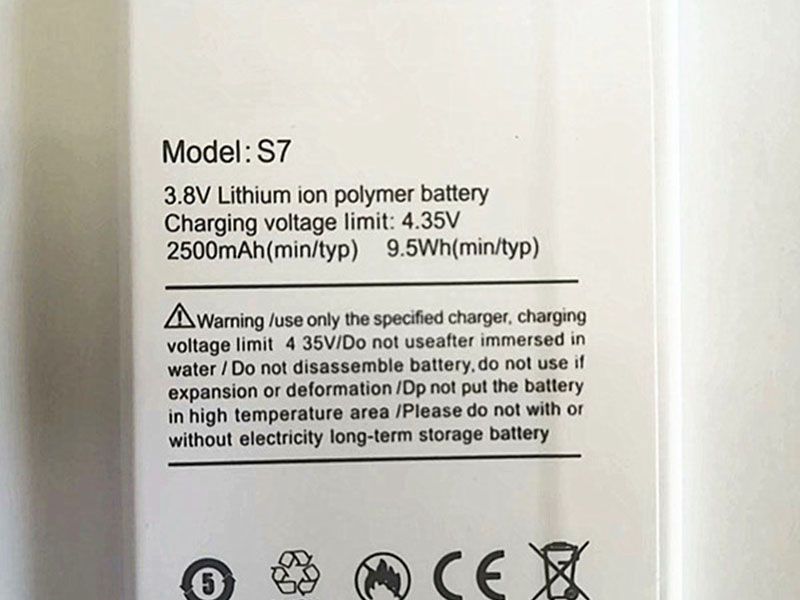 Model: S7
3.8V Lithium ion polymer battery
Charging voltage limit: 4.35V
2500mAh(min/typ) 9.5Wh(min/typ)
Warning /use only the specified charger, charging
voltage limit 4 35V/Do not useafter immersed in
water / Do not disassemble battery,do not use if
expansion or deformation /Dp not put the battery
in high temperature area /Please do not with or
without electricity long-term storage battery
5 CE